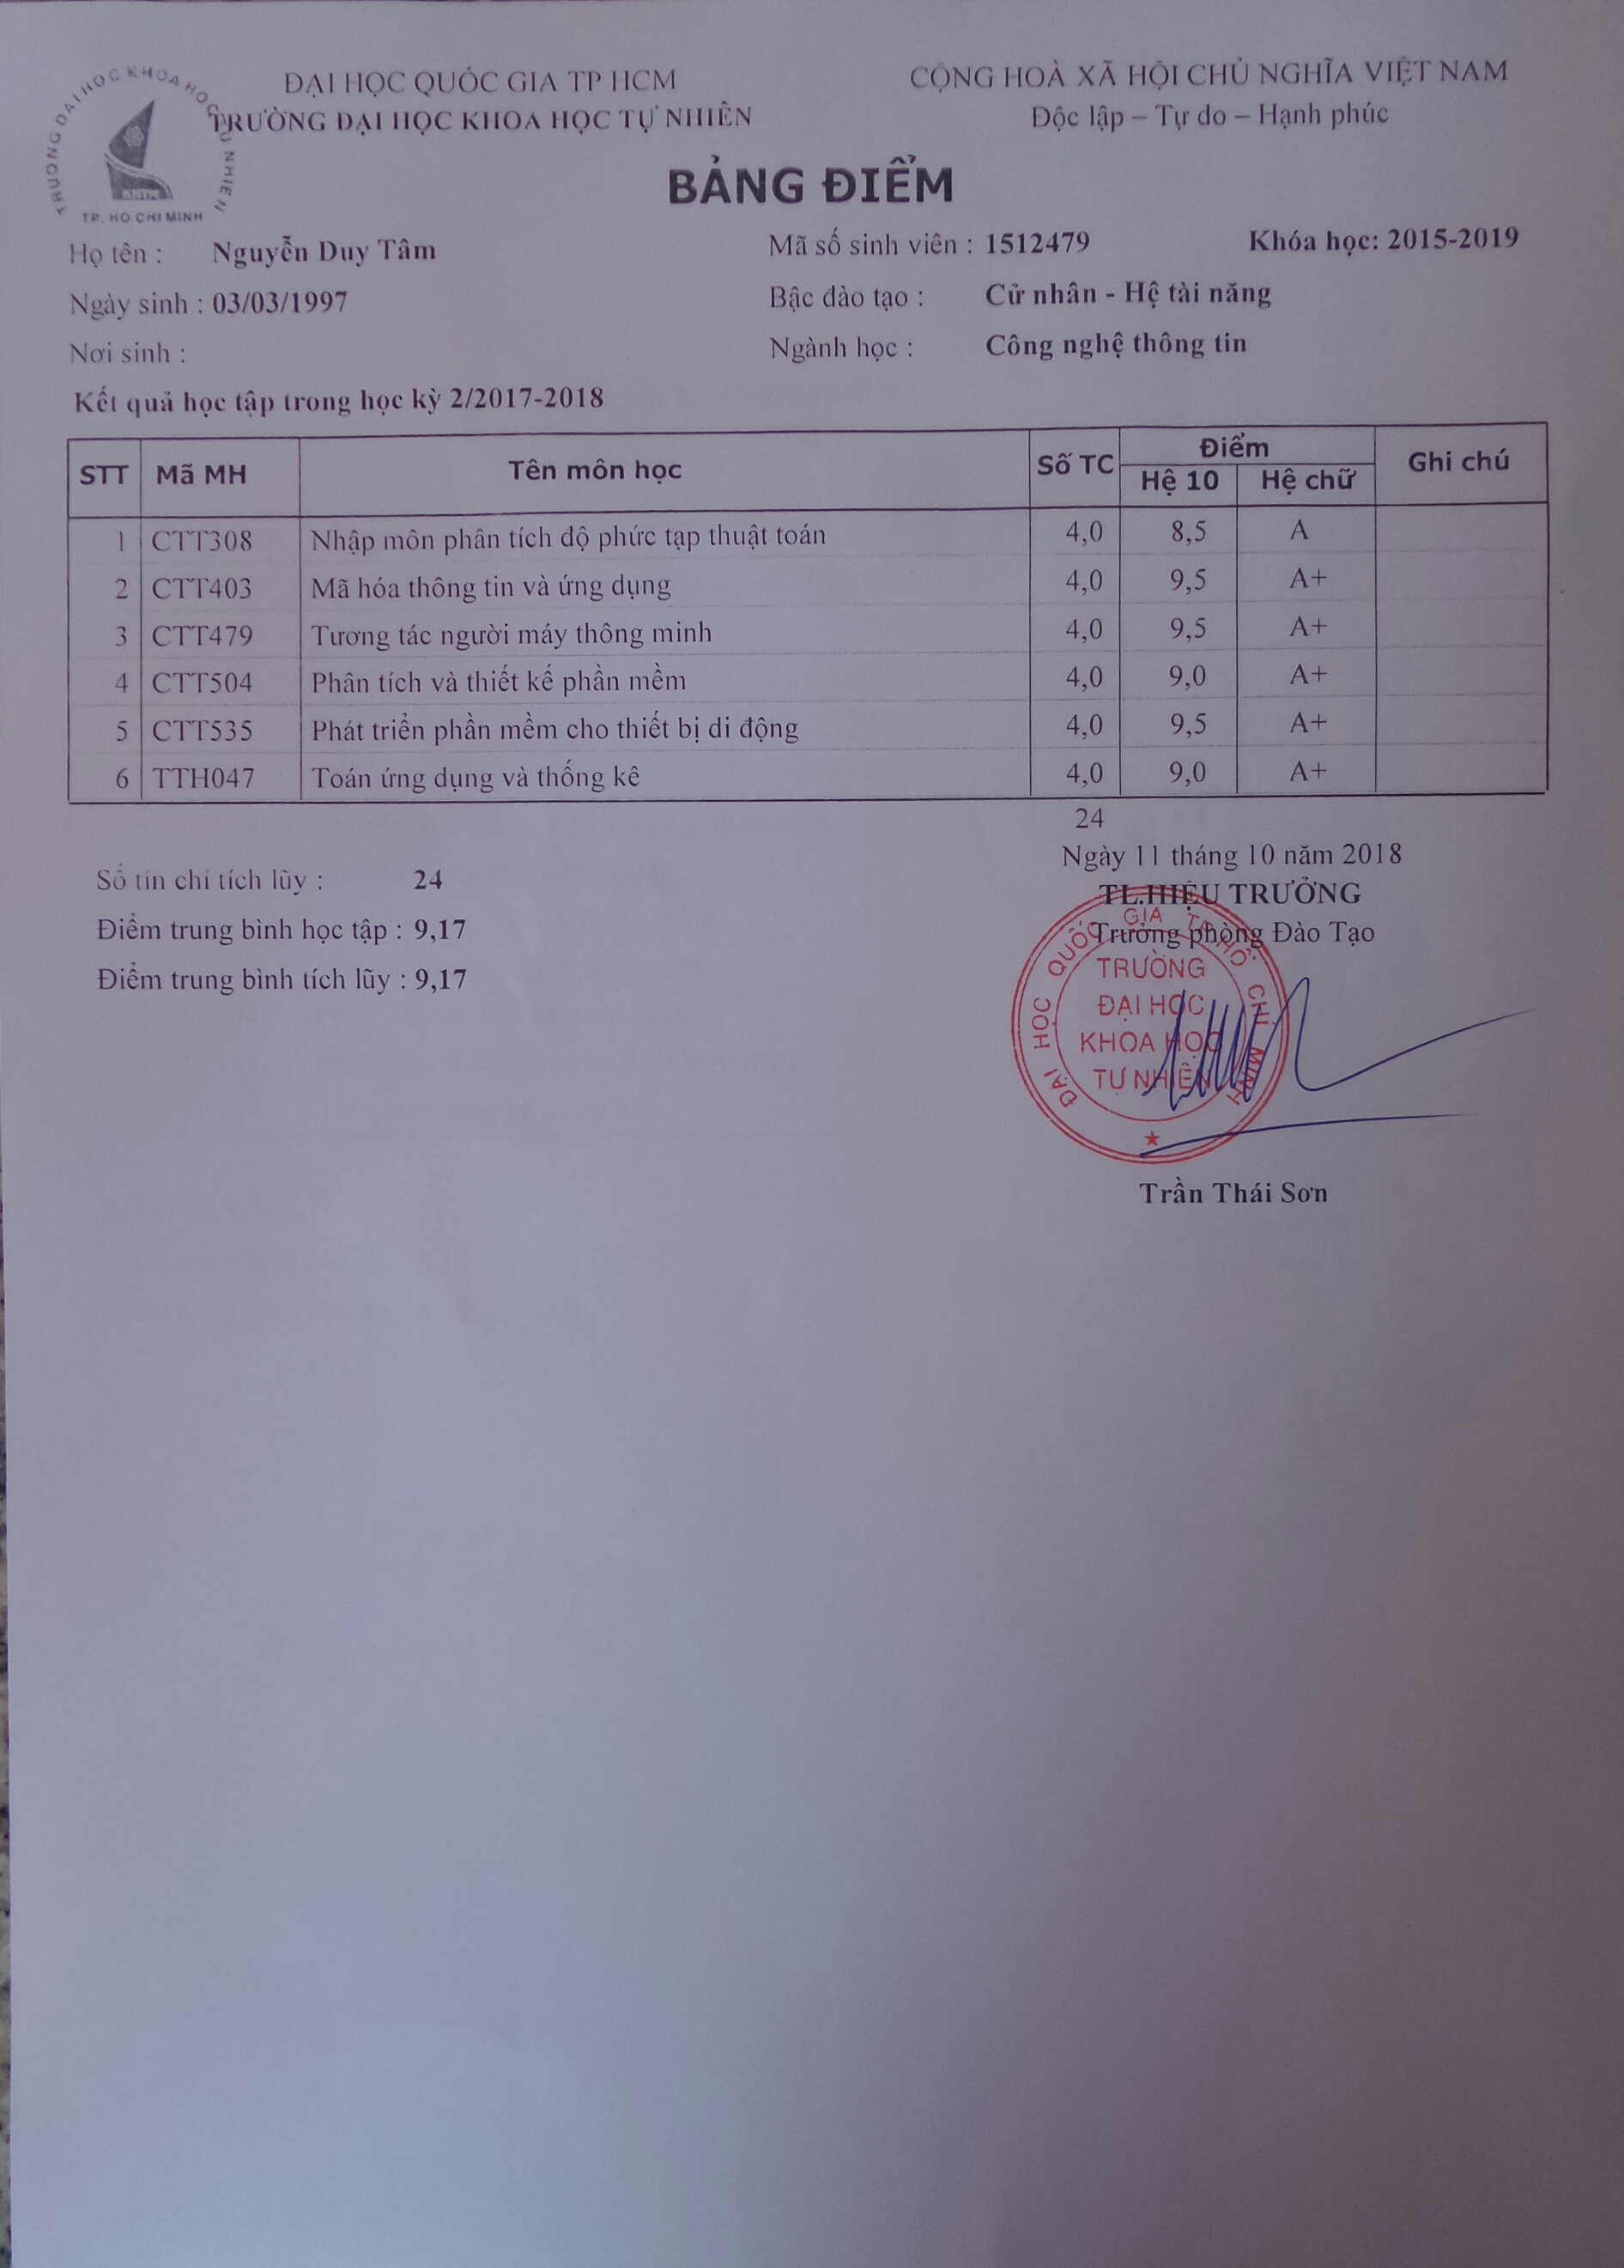 TRUONG DAI HOC KHOA HOC TU NHIEN
KHTN
TP. HO CHI MINH
ĐẠI HỌC QUỐC GIA TP HCM
TRƯỜNG ĐẠI HỌC KHOA HỌC TỰ NHIÊN
CỘNG HOÀ XÃ HỘI CHỦ NGHĨA VIỆT NAM
Độc lập – Tự do – Hạnh phúc
BẢNG ĐIỂM
Họ tên : Nguyễn Duy Tâm Mã số sinh viên : 1512479 Khóa học: 2015-2019
Ngày sinh : 03/03/1997 Bậc đào tạo : Cử nhân - Hệ tài năng
Nơi sinh : Ngành học : Công nghệ thông tin
Kết quả học tập trong học kỳ 2/2017-2018
STT Mã MH Tên môn học Số TC Điểm Ghi chú
Hệ 10 Hệ chữ
1 CTT308 Nhập môn phân tích độ phức tạp thuật toán 4,0 8,5 A
2 CTT403 Mã hóa thông tin và ứng dụng 4,0 9,5 A+
3 CTT479 Tương tác người máy thông minh 4,0 9,5 A+
4 CTT504 Phân tích và thiết kế phần mềm 4,0 9,0 A+
5 CTT535 Phát triển phần mềm cho thiết bị di động 4,0 9,5 A+
6 TTH047 Toán ứng dụng và thống kê 4,0 9,0 A+
24
Số tín chỉ tích lũy : 24
Điểm trung bình học tập : 9,17
Điểm trung bình tích lũy : 9,17
Ngày 11 tháng 10 năm 2018
TL.HIỆU TRƯỞNG
Trưởng phòng Đào Tạo
ĐẠI HỌC QUỐC GIA TP HỒ CHÍ MINH
TRƯỜNG
ĐẠI HỌC
KHOA HỌC
TỰ NHIÊN
Trần Thái Sơn